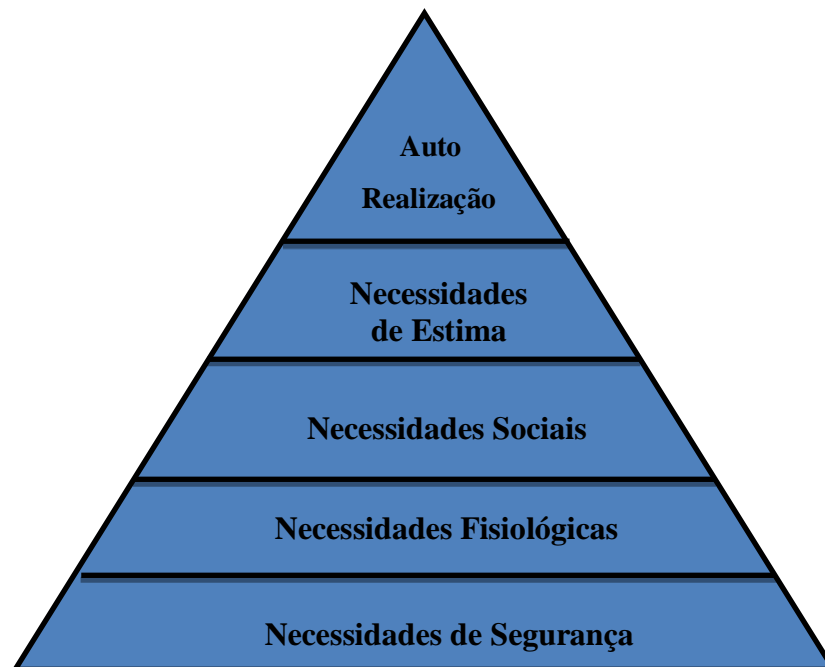 Auto
Realização
Necessidades
de Estima
Necessidades Sociais
Necessidades Fisiológicas
Necessidades de Segurança